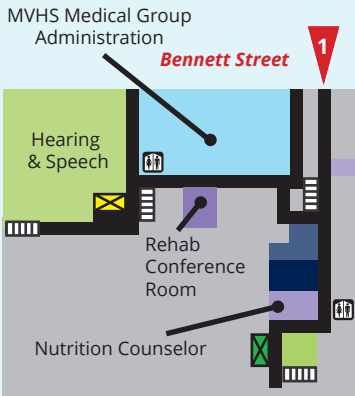 MVHS Medical Group
Administration
Bennett Street
1
Hearing
& Speech
Rehab
Conference
Room
Nutrition Counselor